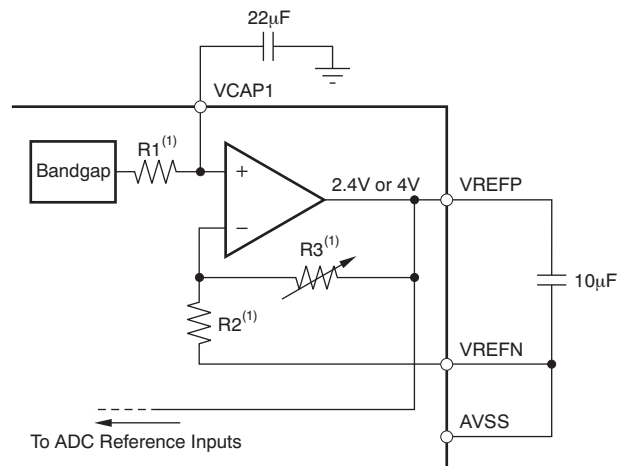 22µF
VCAP1
Bandgap
R1(1)
+
2.4V or 4V
VREFP
−
R3(1)
10µF
R2(1)
VREFN
AVSS
To ADC Reference Inputs